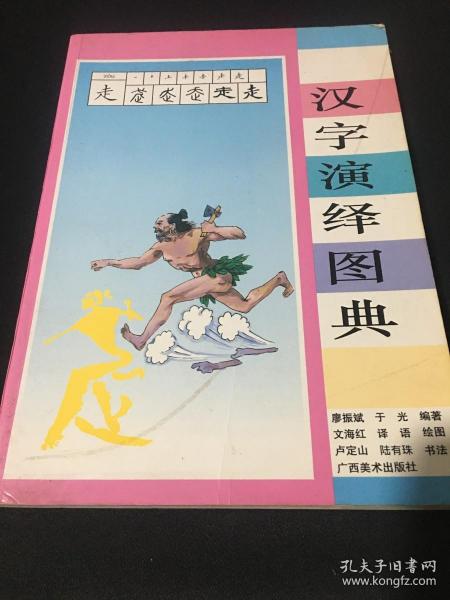 zǒu
走
走
汉字演绎图典
廖振斌 于光 编著
文海红 译语 绘图
卢定山 陆有珠 书法
广西美术出版社
孔夫子旧书网
www.kongfz.com